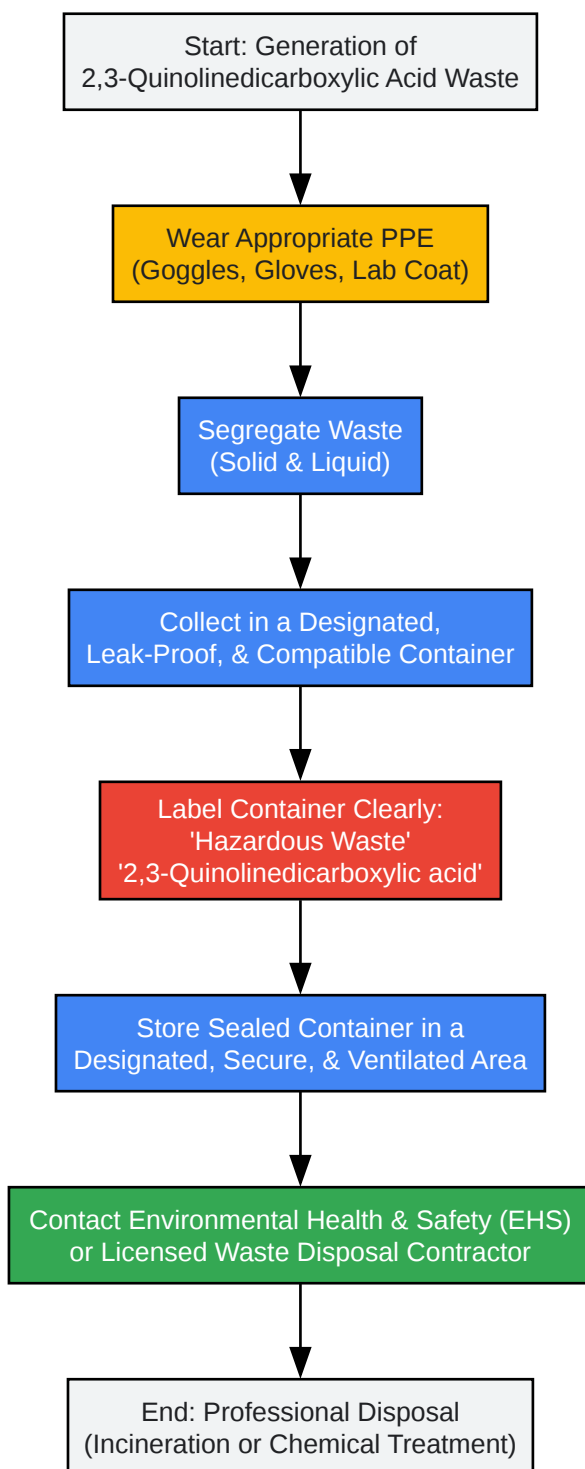 Start: Generation of
2,3-Quinolinedicarboxylic Acid Waste
Wear Appropriate PPE
(Goggles, Gloves, Lab Coat)
Segregate Waste
(Solid & Liquid)
Collect in a Designated,
Leak-Proof, & Compatible Container
Label Container Clearly:
'Hazardous Waste'
'2,3-Quinolinedicarboxylic acid'
Store Sealed Container in a
Designated, Secure, & Ventilated Area
Contact Environmental Health & Safety (EHS)
or Licensed Waste Disposal Contractor
End: Professional Disposal
(Incineration or Chemical Treatment)